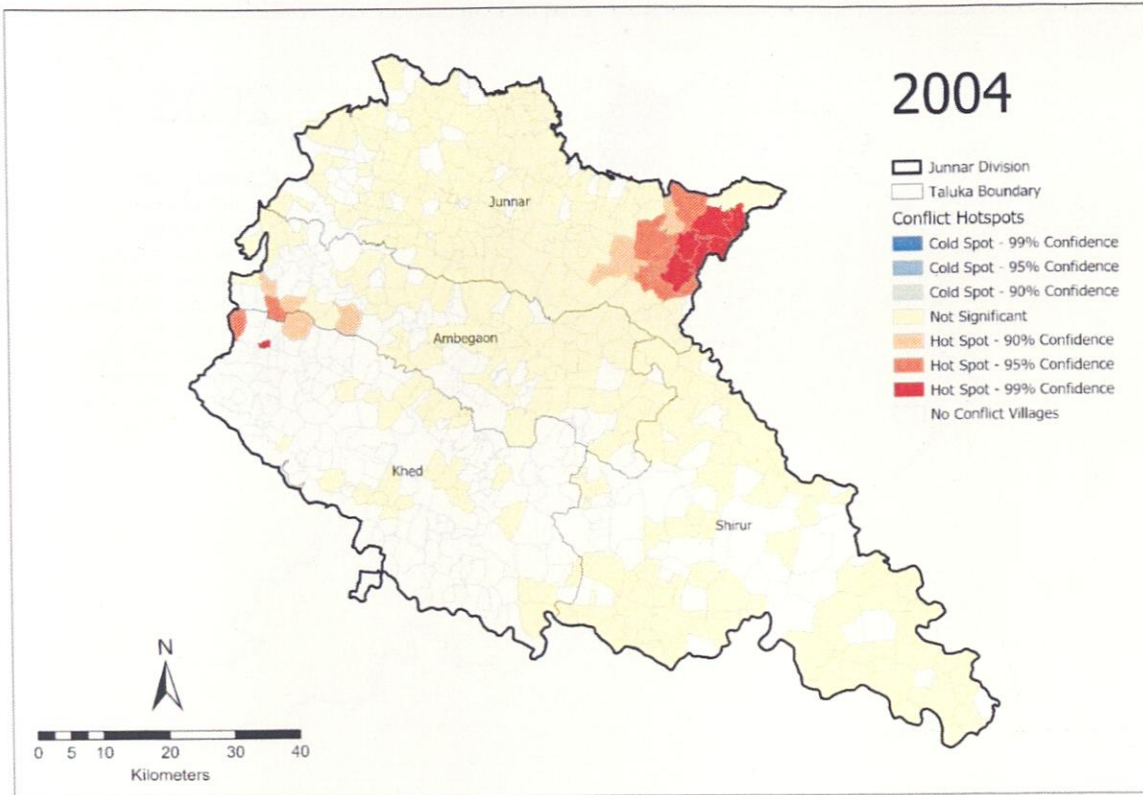 2004
Junnar Division
Taluka Boundary
Conflict Hotspots
Cold Spot - 99% Confidence
Cold Spot - 95% Confidence
Cold Spot - 90% Confidence
Not Significant
Hot Spot - 90% Confidence
Hot Spot - 95% Confidence
Hot Spot - 99% Confidence
No Conflict Villages
Junnar
Ambegaon
Khed
Shirur
N
0 5 10 20 30 40
Kilometers